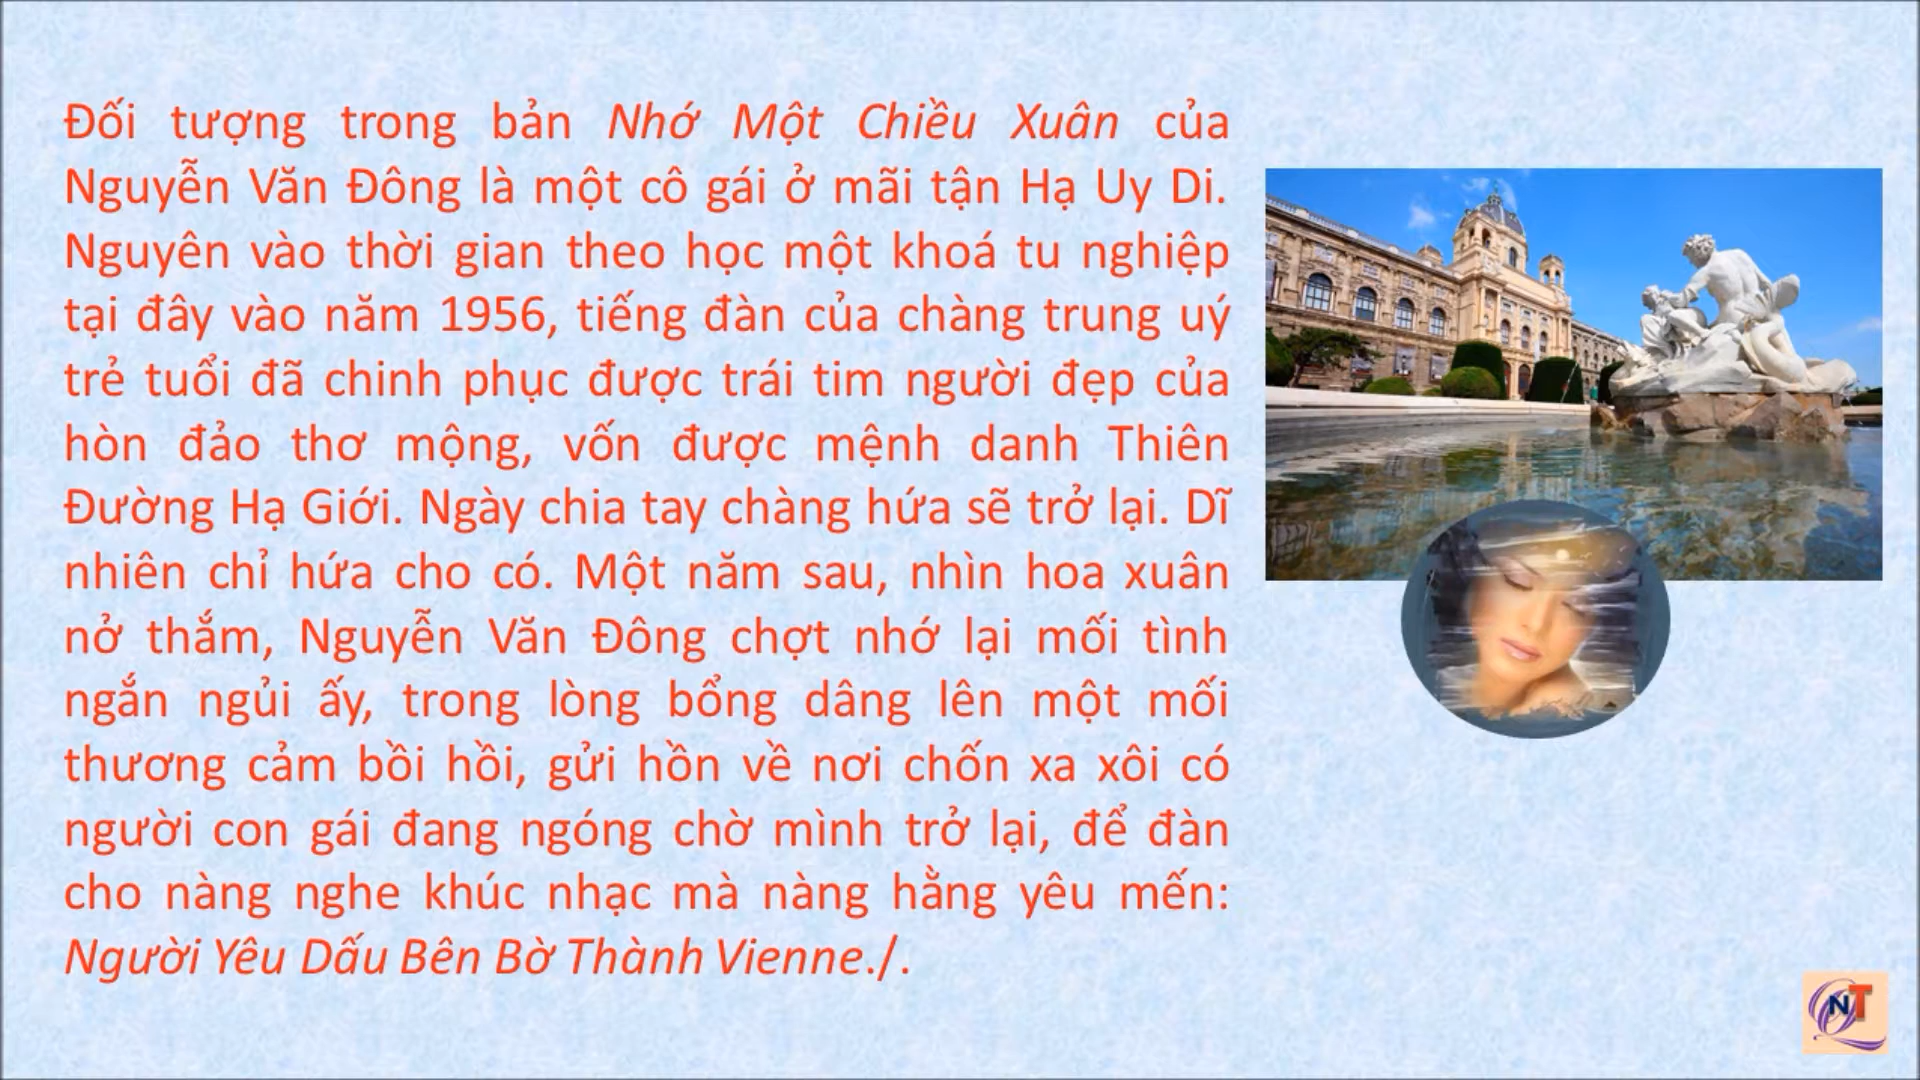 Đối tượng trong bản Nhớ Một Chiều Xuân của
Nguyễn Văn Đông là một cô gái ở mãi tận Hạ Uy Di.
Nguyên vào thời gian theo học một khoá tu nghiệp
tại đây vào năm 1956, tiếng đàn của chàng trung uý
trẻ tuổi đã chinh phục được trái tim người đẹp của
hòn đảo thơ mộng, vốn được mệnh danh Thiên
Đường Hạ Giới. Ngày chia tay chàng hứa sẽ trở lại. Dĩ
nhiên chỉ hứa cho có. Một năm sau, nhìn hoa xuân
nở thắm, Nguyễn Văn Đông chợt nhớ lại mối tình
ngắn ngủi ấy, trong lòng bổng dâng lên một mối
thương cảm bồi hồi, gửi hồn về nơi chốn xa xôi có
người con gái đang ngóng chờ mình trở lại, để đàn
cho nàng nghe khúc nhạc mà nàng hằng yêu mến:
Người Yêu Dấu Bên Bờ Thành Vienne./.
NT